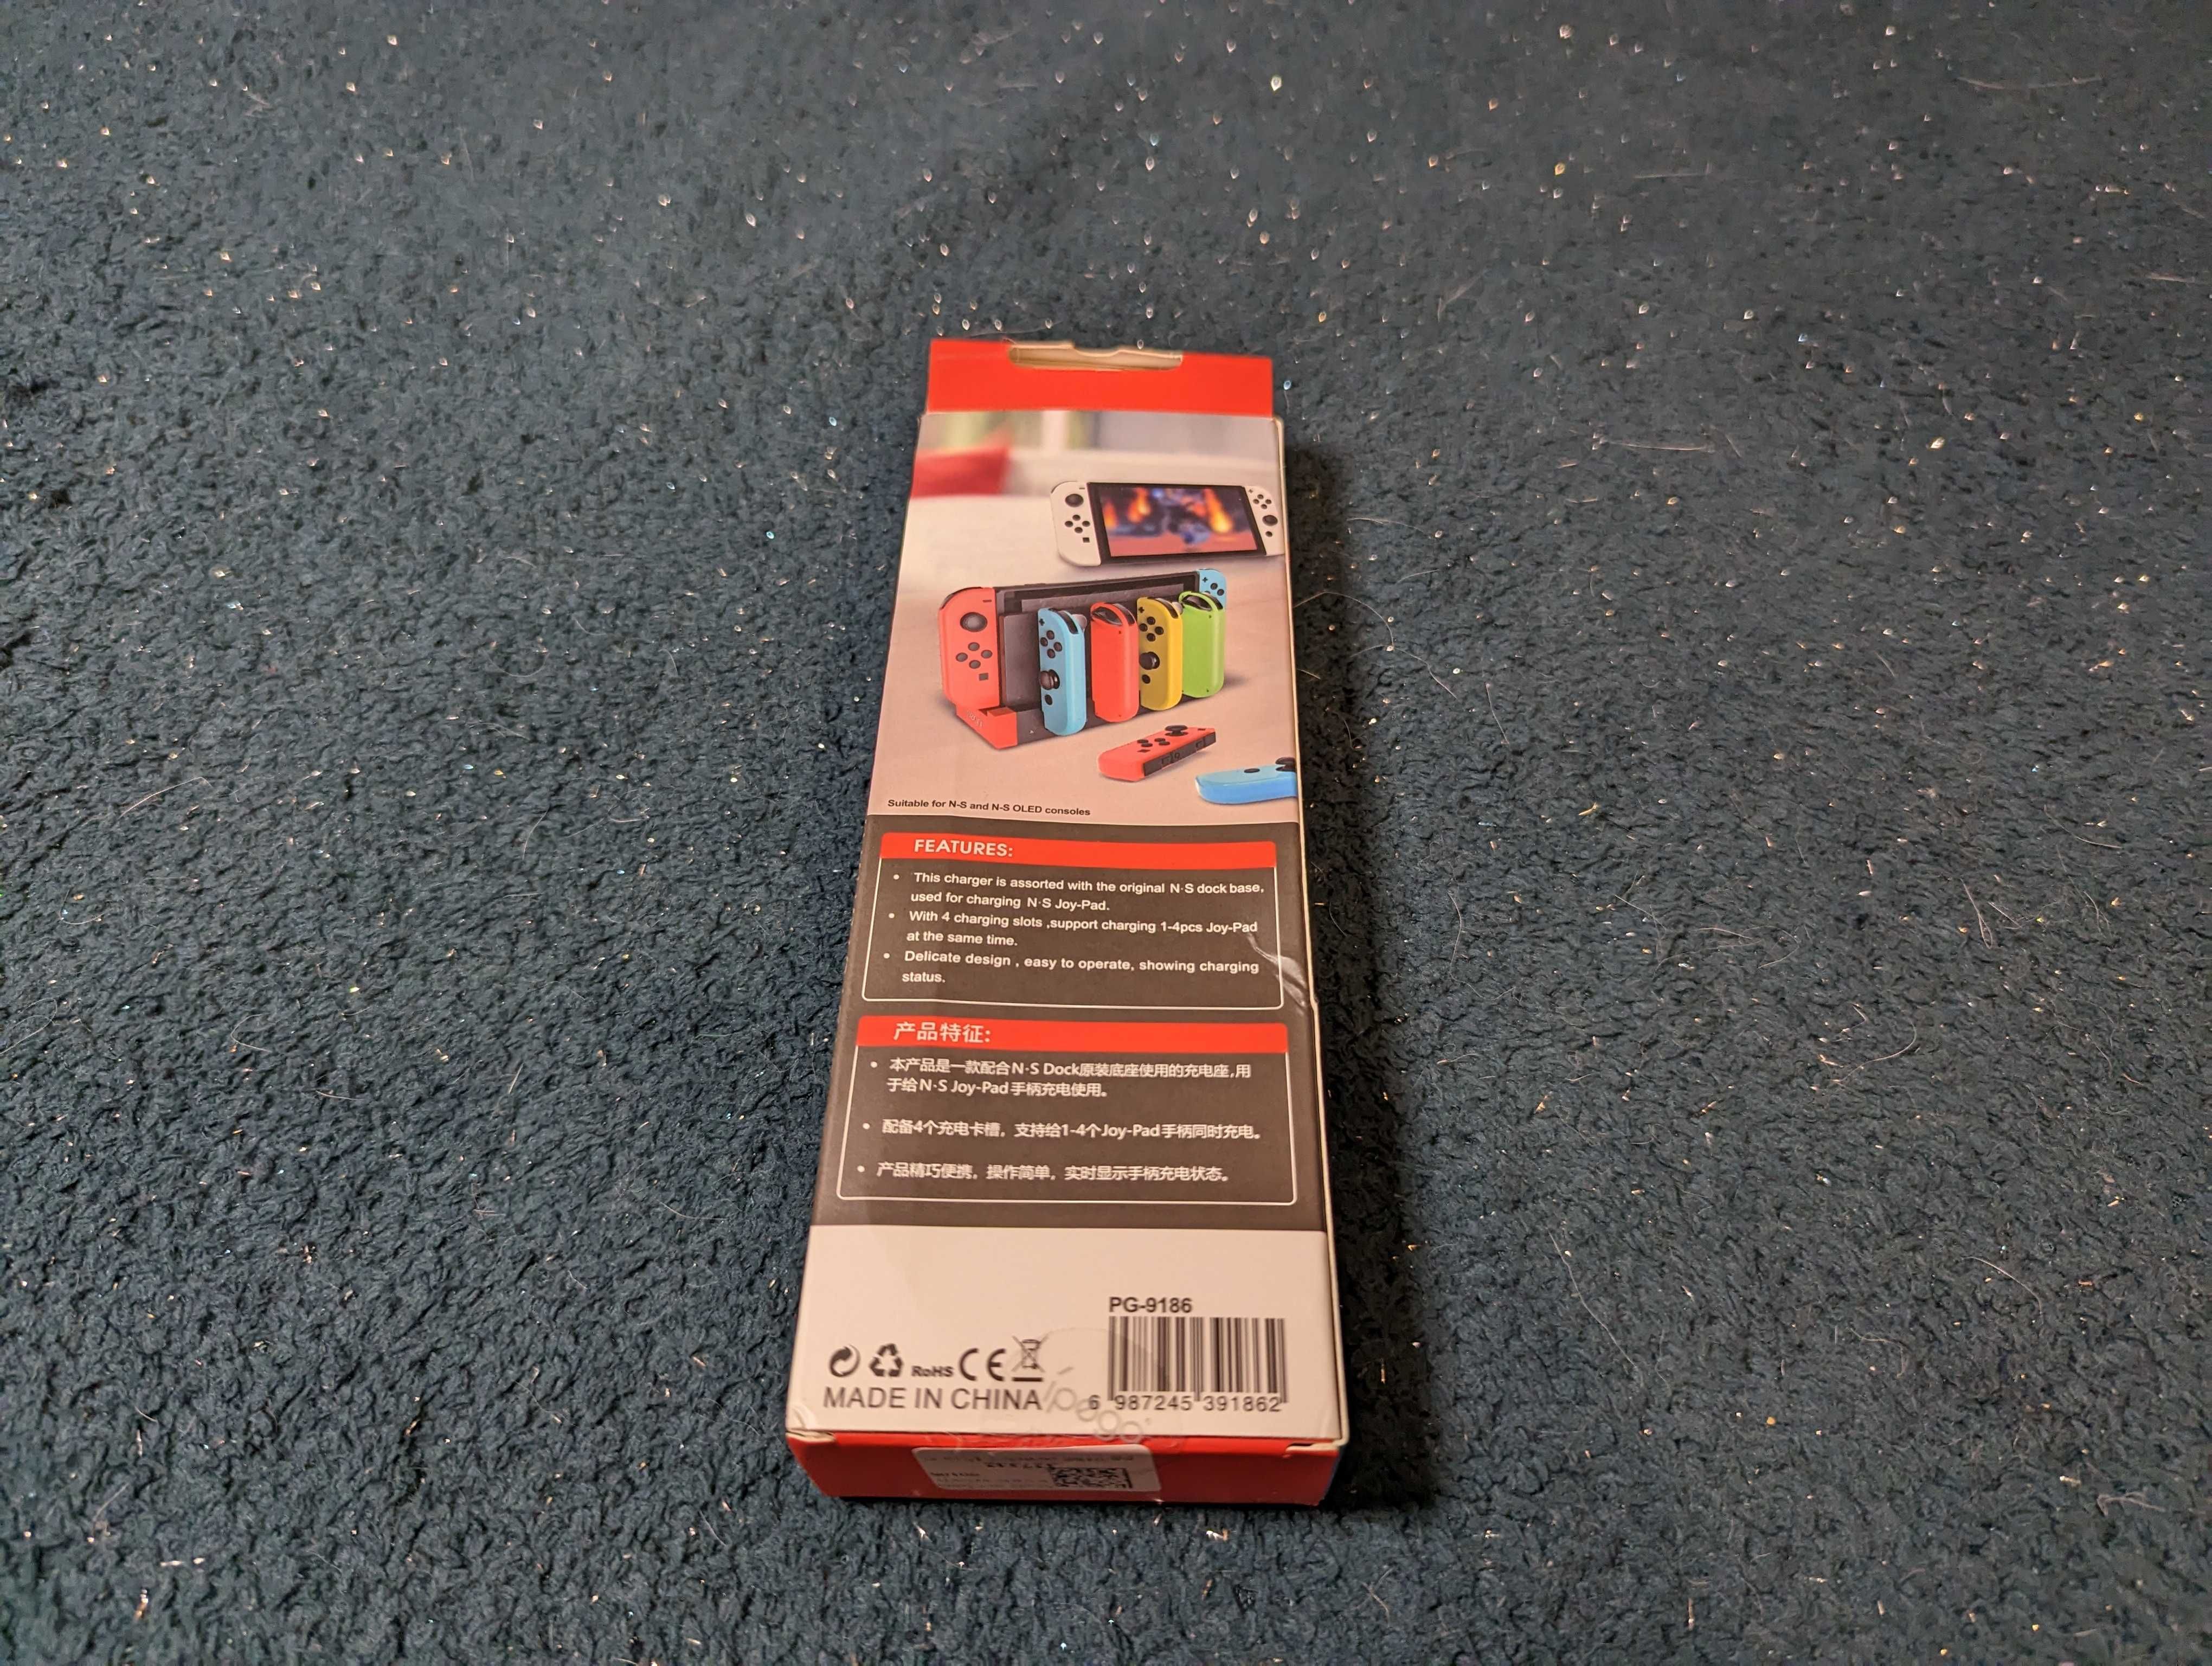 Suitable for N-S and N-S OLED consoles
FEATURES:
• This charger is assorted with the original N·S dock base,
used for charging N·S Joy-Pad.
• With 4 charging slots ,support charging 1-4pcs Joy-Pad
at the same time.
• Delicate design , easy to operate, showing charging
status.
产品特征:
• 本产品是一款配合N·S Dock原装底座使用的充电座,用
于给N·S Joy-Pad手柄充电使用。
• 配备4个充电卡槽，支持给1-4个Joy-Pad手柄同时充电。
• 产品精巧便携，操作简单，实时显示手柄充电状态。
PG-9186
RoHS CE
MADE IN CHINA
ipega
6 987245 391862